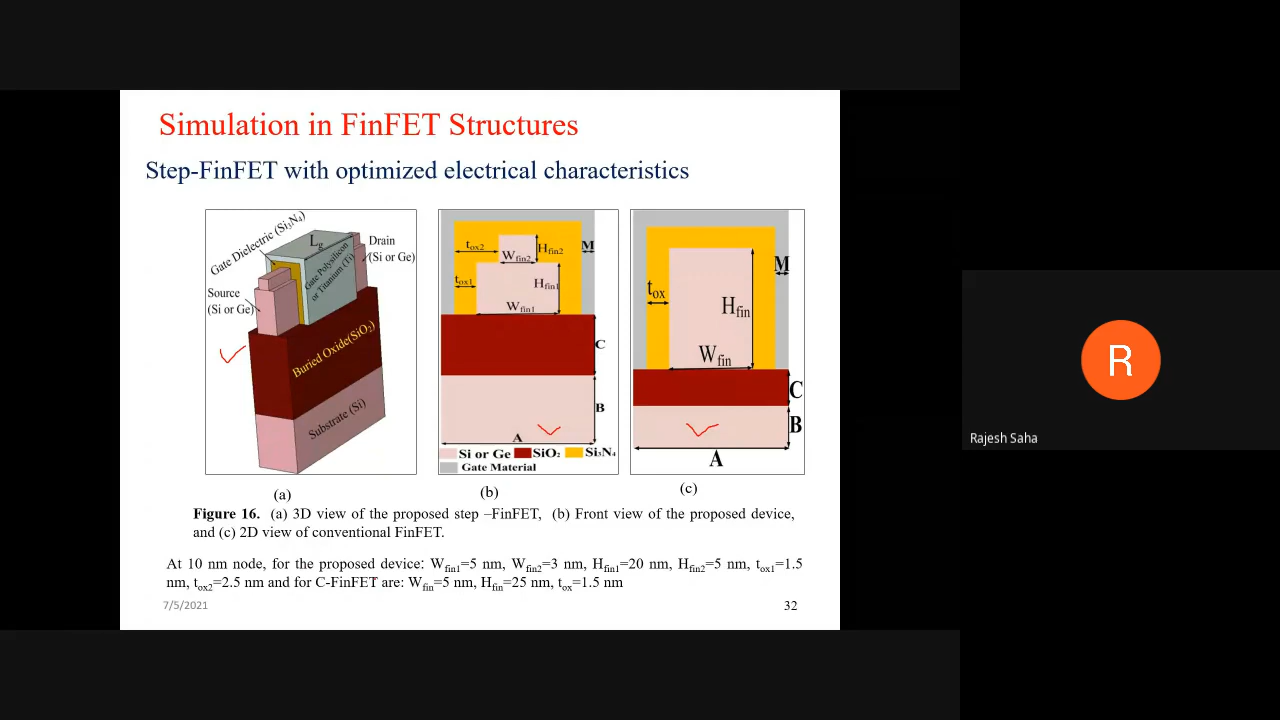 Simulation in FinFET Structures
Step-FinFET with optimized electrical characteristics
Gate Dielectric (Si₃N₄)
L_g
Gate Polysilicon
or Titanium (Ti)
Drain
(Si or Ge)
Source
(Si or Ge)
Buried Oxide(SiO₂)
Substrate (Si)
t_ox2
H_fin2
M
W_fin2
t_ox1
H_fin1
W_fin1
C
B
A
Si or Ge SiO₂ Si₃N₄
Gate Material
M
t_ox
H_fin
W_fin
C
B
A
(a)
(b)
(c)
Figure 16. (a) 3D view of the proposed step –FinFET, (b) Front view of the proposed device,
and (c) 2D view of conventional FinFET.
At 10 nm node, for the proposed device: W_fin1=5 nm, W_fin2=3 nm, H_fin1=20 nm, H_fin2=5 nm, t_ox1=1.5
nm, t_ox2=2.5 nm and for C-FinFET are: W_fin=5 nm, H_fin=25 nm, t_ox=1.5 nm
7/5/2021
32
R
Rajesh Saha